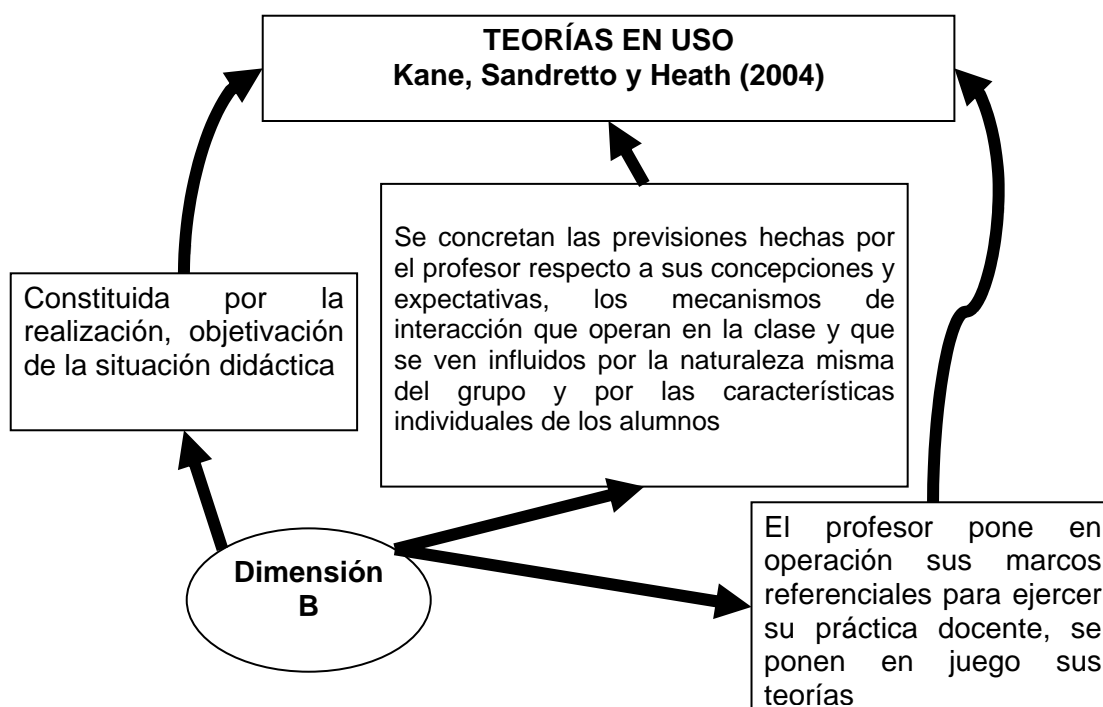 TEORÍAS EN USO
Kane, Sandretto y Heath (2004)
Se concretan las previsiones hechas por
el profesor respecto a sus concepciones y
expectativas, los mecanismos de
interacción que operan en la clase y que
se ven influidos por la naturaleza misma
del grupo y por las características
individuales de los alumnos
Constituida por la
realización, objetivación
de la situación didáctica
Dimensión
B
El profesor pone en
operación sus marcos
referenciales para ejercer
su práctica docente, se
ponen en juego sus
teorías